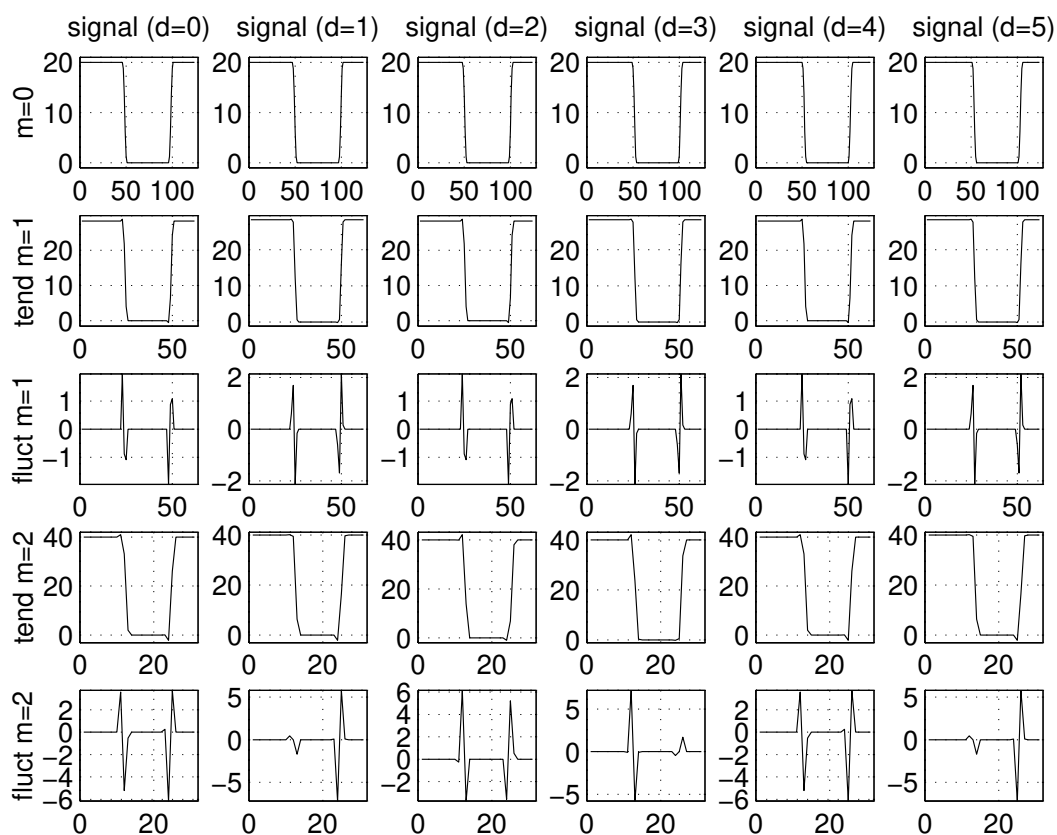 signal (d=0) signal (d=1) signal (d=2) signal (d=3) signal (d=4) signal (d=5)
m=0
20 20 20 20 20 20
10 10 10 10 10 10
0 0 0 0 0 0
0 50 100 0 50 100 0 50 100 0 50 100 0 50 100 0 50 100
tend m=1
20 20 20 20 20 20
10 10 10 10 10 10
0 0 0 0 0 0
0 50 0 50 0 50 0 50 0 50 0 50
fluct m=1
1 2 1 2 1 2
0 0 0 0 0 0
−1 −2 −1 −2 −1 −2
0 50 0 50 0 50 0 50 0 50 0 50
tend m=2
40 40 40 40 40 40
20 20 20 20 20 20
0 0 0 0 0 0
0 20 0 20 0 20 0 20 0 20 0 20
fluct m=2
2 0 −2 −4 −6
5 0 −5
6 4 2 0 −2
5 0 −5
2 0 −2 −4 −6
5 0 −5
0 20 0 20 0 20 0 20 0 20 0 20